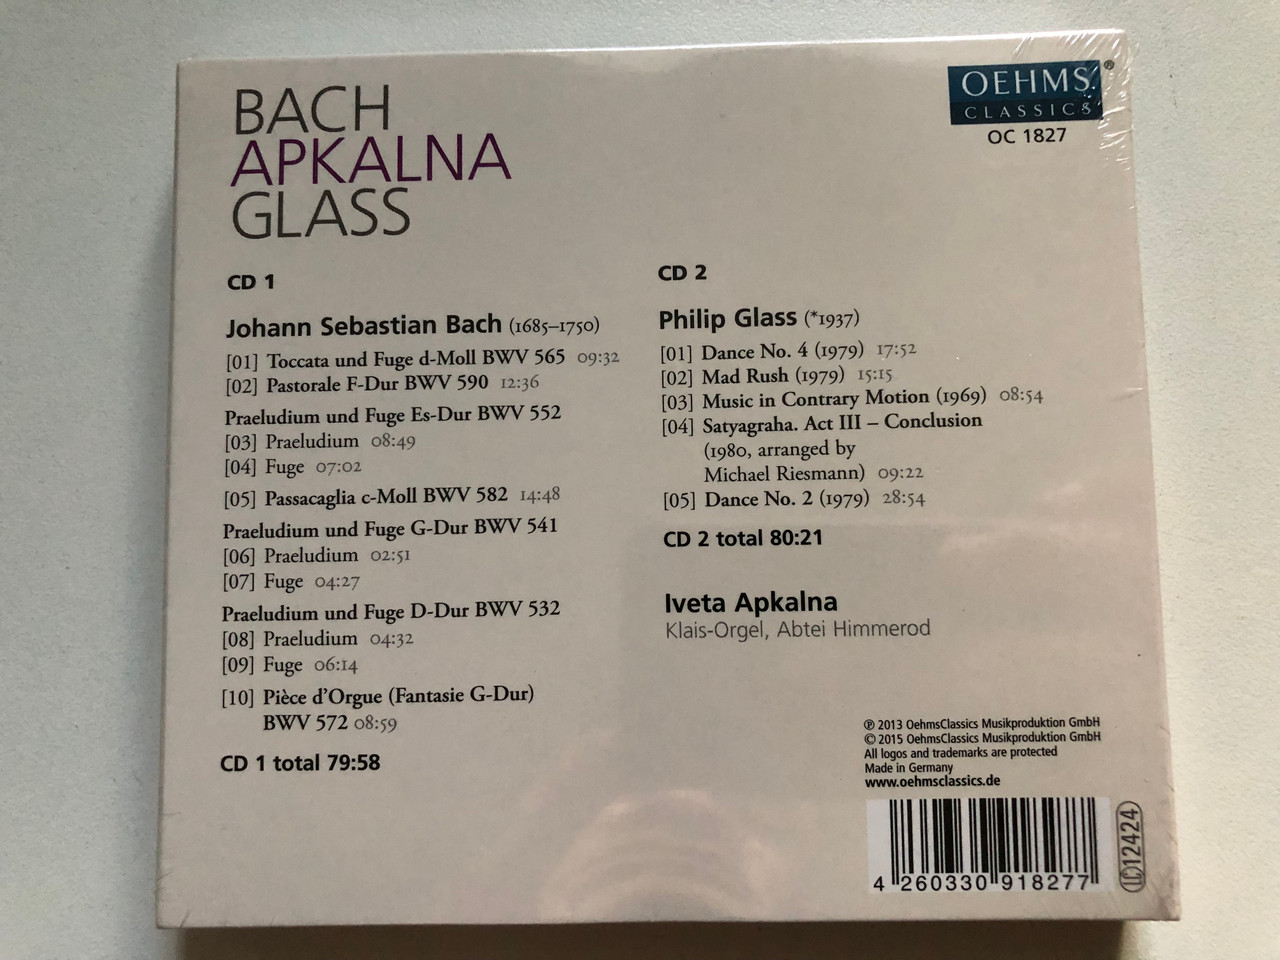 BACH
APKALNA
GLASS
OEHMS®
CLASSICS
OC 1827
CD 1
Johann Sebastian Bach (1685–1750)
[01] Toccata und Fuge d-Moll BWV 565 09:32
[02] Pastorale F-Dur BWV 590 12:36
Praeludium und Fuge Es-Dur BWV 552
[03] Praeludium 08:49
[04] Fuge 07:02
[05] Passacaglia c-Moll BWV 582 14:48
Praeludium und Fuge G-Dur BWV 541
[06] Praeludium 02:51
[07] Fuge 04:27
Praeludium und Fuge D-Dur BWV 532
[08] Praeludium 04:32
[09] Fuge 06:14
[10] Pièce d'Orgue (Fantasie G-Dur)
BWV 572 08:59
CD 1 total 79:58
CD 2
Philip Glass (*1937)
[01] Dance No. 4 (1979) 17:52
[02] Mad Rush (1979) 15:15
[03] Music in Contrary Motion (1969) 08:54
[04] Satyagraha. Act III – Conclusion
(1980, arranged by
Michael Riesmann) 09:22
[05] Dance No. 2 (1979) 28:54
CD 2 total 80:21
Iveta Apkalna
Klais-Orgel, Abtei Himmerod
℗ 2013 OehmsClassics Musikproduktion GmbH
© 2015 OehmsClassics Musikproduktion GmbH
All logos and trademarks are protected
Made in Germany
www.oehmsclassics.de
4 260330 918277
LC 12424